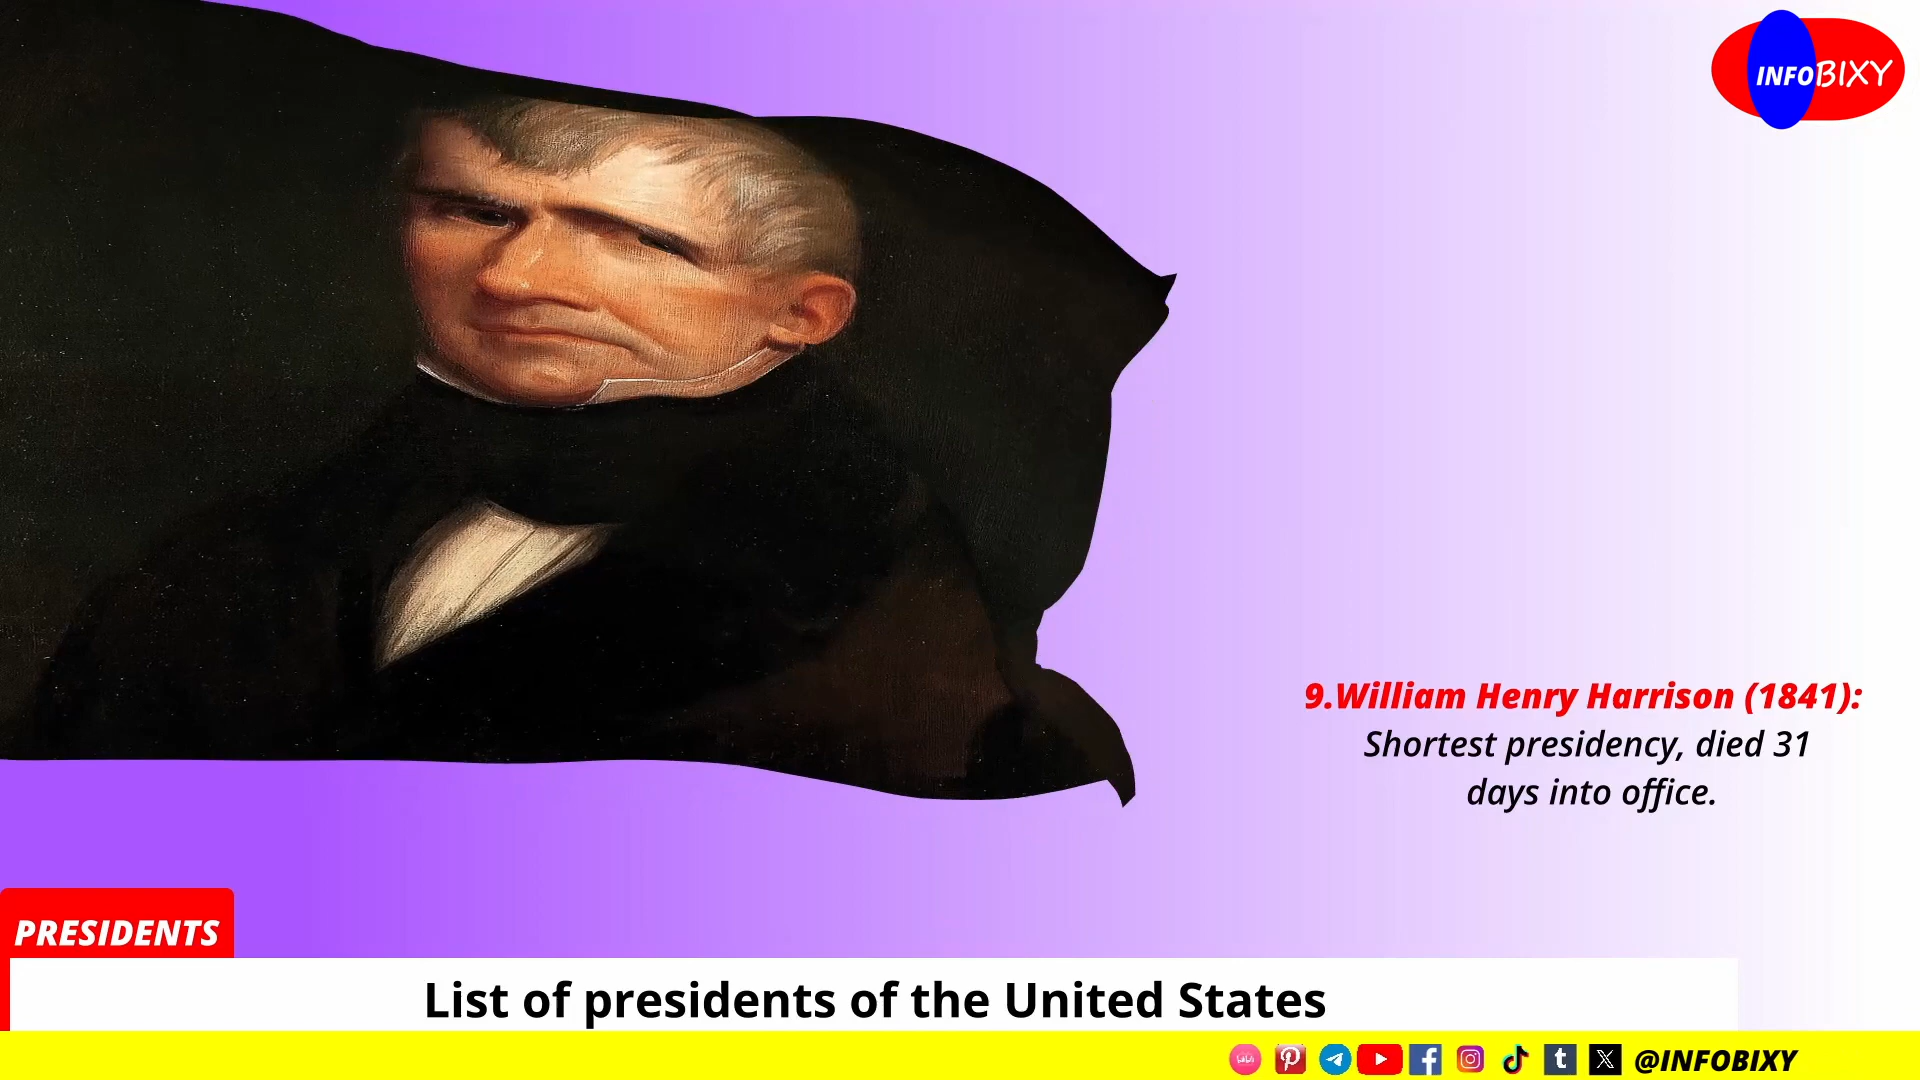 INFOBIXY
9.William Henry Harrison (1841):
Shortest presidency, died 31
days into office.
PRESIDENTS
List of presidents of the United States
@INFOBIXY